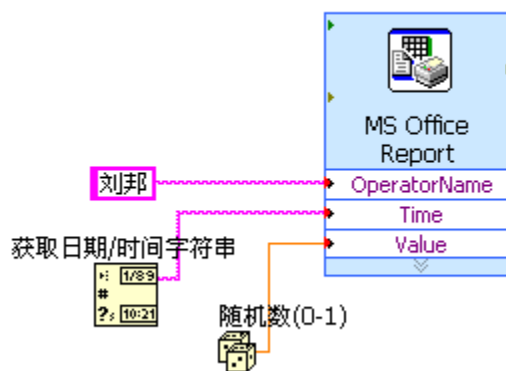 MS Office
Report
刘邦
OperatorName
Time
获取日期/时间字符串
Value
1/89
#
?
10:21
随机数(0-1)